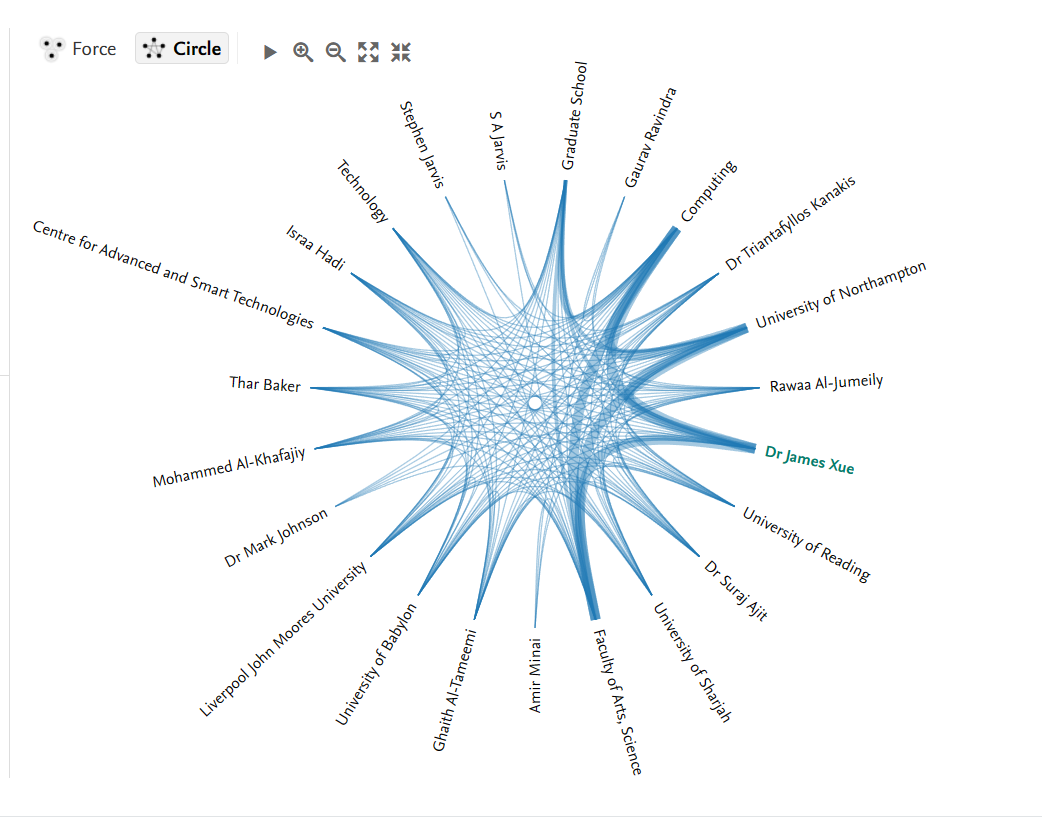 Force
Circle
Graduate School
Gaurav Ravindra
Computing
Dr Triantafyllos Kanakis
University of Northampton
Rawaa Al-Jumeily
Dr James Xue
University of Reading
Dr Suraj Ajit
University of Sharjah
Faculty of Arts, Science
Amir Minai
Ghaith Al-Tameemi
University of Babylon
Liverpool John Moores University
Dr Mark Johnson
Mohammed Al-Khafajiy
Thar Baker
Centre for Advanced and Smart Technologies
Israa Hadi
Technology
Stephen Jarvis
S A Jarvis